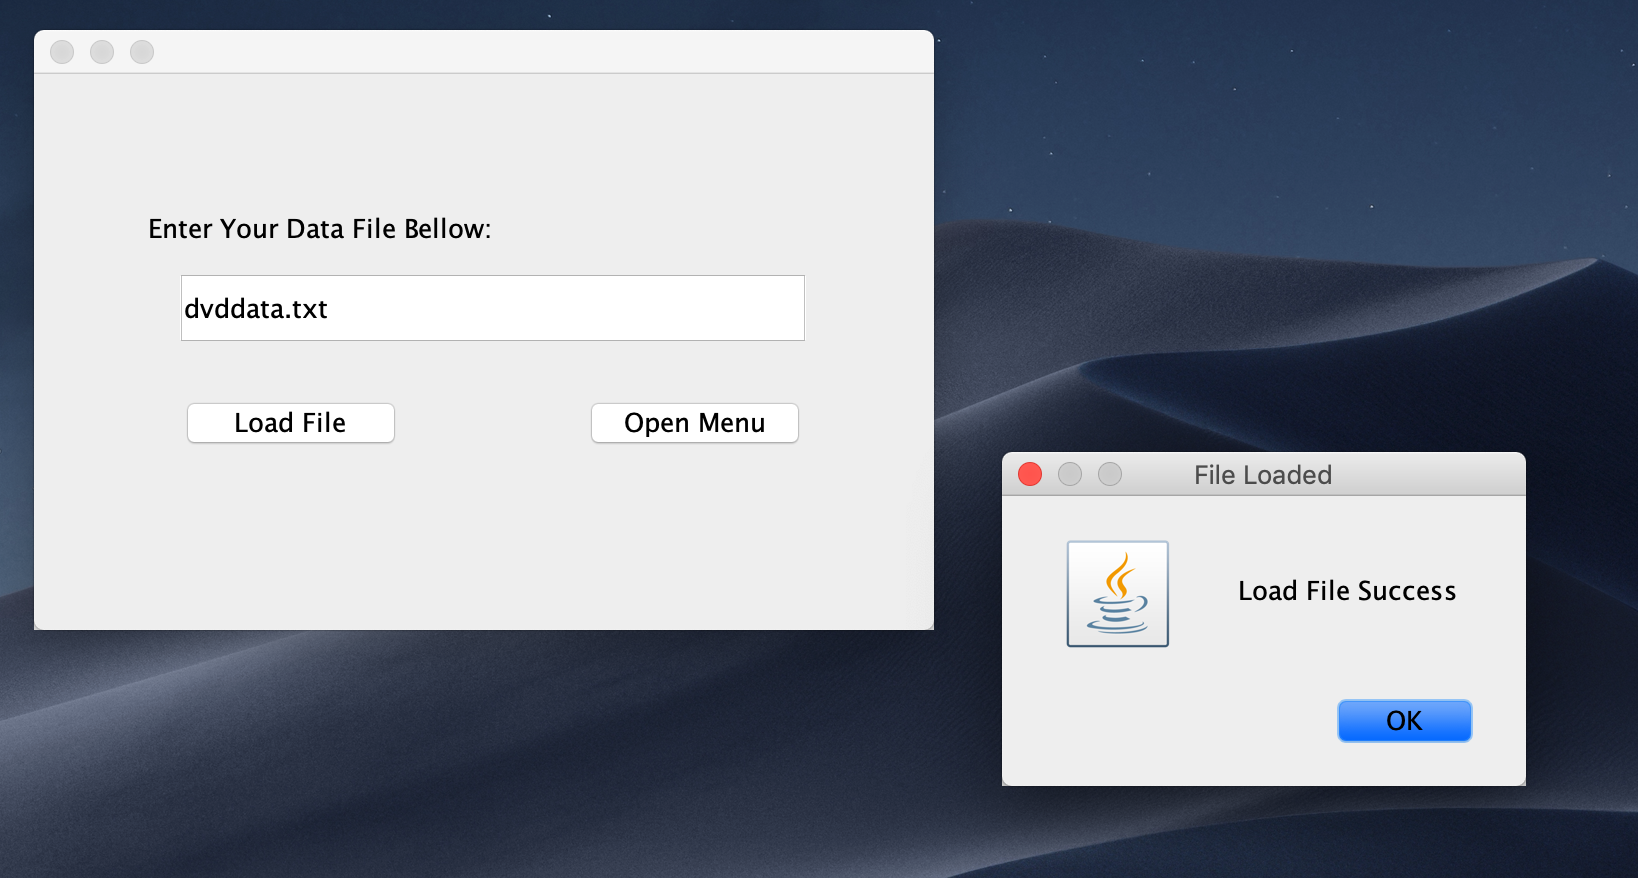 Enter Your Data File Bellow:
dvddata.txt
Load File
Open Menu
File Loaded
Load File Success
OK